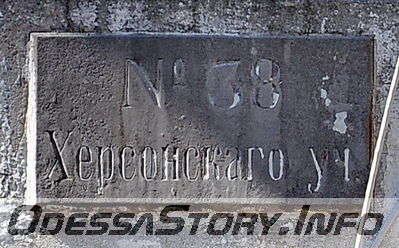 № 38
Херсонскаго уч
OdessaStory.Info